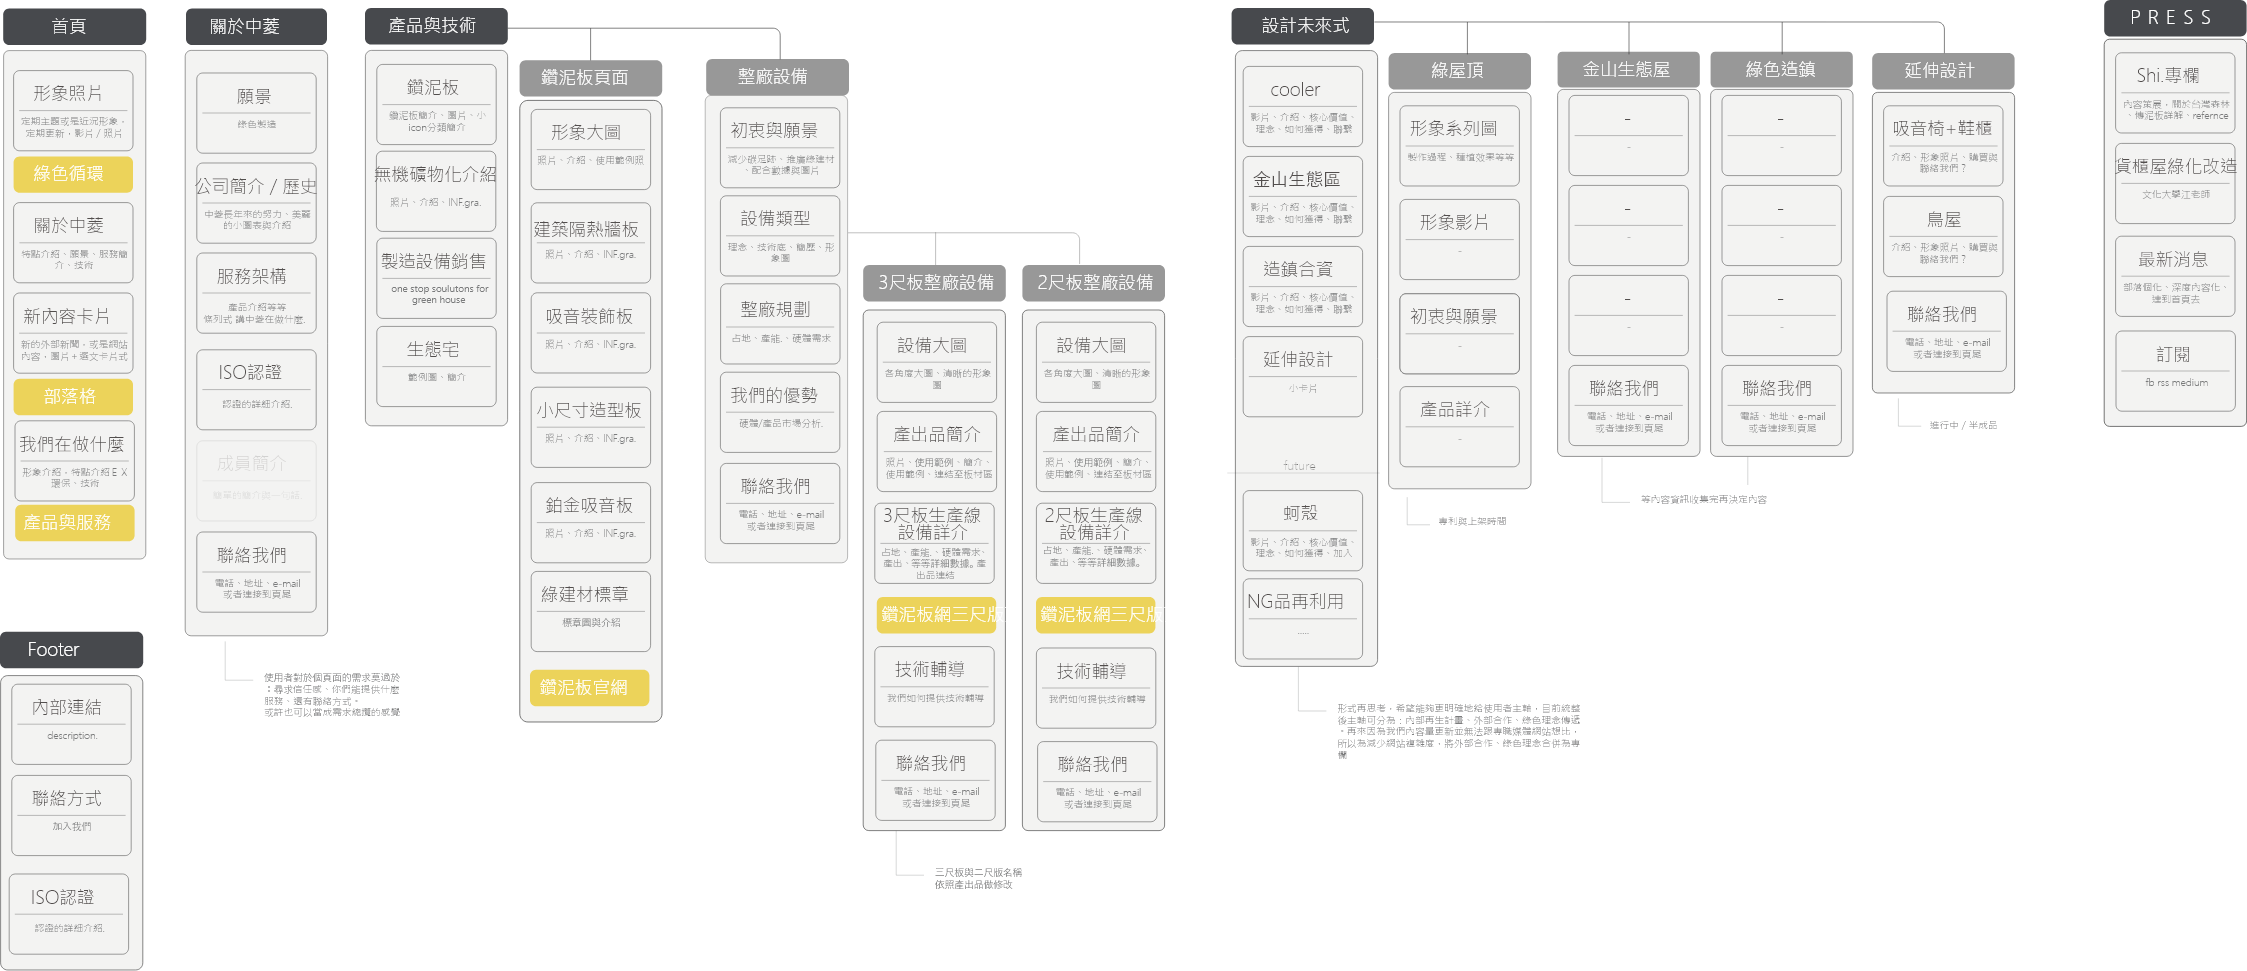 首頁
形象照片
定期主題或是近況形象，
定期更新，影片 / 照片
綠色循環
關於中菱
特點介紹、願景、服務簡
介、技術
新內容卡片
新的外部新聞，或是網站
內容，圖片 + 選文卡片式
部落格
我們在做什麼
形象介紹，特點介紹ＥＸ
環保、技術
產品與服務
Footer
內部連結
description.
聯絡方式
加入我們
ISO認證
認證的詳細介紹.
關於中菱
願景
綠色製造
公司簡介 / 歷史
中菱長年來的努力、美麗
的小圖表與介紹
服務架構
產品介紹等等
條列式 講中菱在做什麼.
ISO認證
認證的詳細介紹.
成員簡介
簡單的簡介與一句話.
聯絡我們
電話、地址、e-mail
或者連接到頁尾
使用者對於個頁面的需求莫過於
：尋求信任感、你們能提供什麼
服務、還有聯絡方式。
或許也可以當成需求總攬的感覺
產品與技術
鑽泥板
鑽泥板簡介、圖片、小
icon分類簡介
無機礦物化介紹
照片、介紹、INF.gra.
製造設備銷售
one stop soulutons for
green house
生態宅
範例圖、簡介
鑽泥板頁面
形象大圖
照片、介紹、使用範例照
建築隔熱牆板
照片、介紹、INF.gra.
吸音裝飾板
照片、介紹、INF.gra.
小尺寸造型板
照片、介紹、INF.gra.
鉑金吸音板
照片、介紹、INF.gra.
綠建材標章
標章圖與介紹
鑽泥板官網
整廠設備
初衷與願景
減少碳足跡、推廣綠建材
，配合數據與圖片
設備類型
理念、技術底、簡歷、形
象圖
整廠規劃
占地、產能.、硬體需求
我們的優勢
硬體/產品市場分析.
聯絡我們
電話、地址、e-mail
或者連接到頁尾
3尺板整廠設備
設備大圖
各角度大圖、清晰的形象
圖
產出品簡介
照片、使用範例、簡介、
使用範例、連結至板材區
3尺板生產線
設備詳介
占地、產能.、硬體需求、
產出、等等詳細數據。產
出品連結
鑽泥板網三尺版
技術輔導
我們如何提供技術輔導
聯絡我們
電話、地址、e-mail
或者連接到頁尾
三尺板與二尺版名稱
依照產出品做修改
2尺板整廠設備
設備大圖
各角度大圖、清晰的形象
圖
產出品簡介
照片、使用範例、簡介、
使用範例、連結至板材區
2尺板生產線
設備詳介
占地、產能.、硬體需求、
產出、等等詳細數據。
鑽泥板網三尺版
技術輔導
我們如何提供技術輔導
聯絡我們
電話、地址、e-mail
或者連接到頁尾
設計未來式
cooler
影片、介紹、核心價值、
理念、如何獲得、聯繫
金山生態區
影片、介紹、核心價值、
理念、如何獲得、聯繫
造鎮合資
影片、介紹、核心價值、
理念、如何獲得、聯繫
延伸設計
小卡片
future
蚵殼
影片、介紹、核心價值、
理念、如何獲得、加入
NG品再利用
.....
形式再思考，希望能夠更明確地給使用者主軸，目前統整
後主軸可分為：內部再生計畫、外部合作、綠色理念傳遞
。再來因為我們內容量更新並無法跟專職媒體網站想比，
所以為減少網站複雜度，將外部合作、綠色理念合併為專
欄
綠屋頂
形象系列圖
製作過程，種植效果等等
形象影片
-
初衷與願景
-
產品詳介
-
專利與上架時間
金山生態屋
-
-
-
-
-
-
聯絡我們
電話、地址、e-mail
或者連接到頁尾
等內容資訊收集完再決定內容
綠色造鎮
-
-
-
-
-
-
聯絡我們
電話、地址、e-mail
或者連接到頁尾
延伸設計
吸音椅+鞋櫃
介紹，形象照片，購買與
聯絡我們？
鳥屋
介紹，形象照片，購買與
聯絡我們？
聯絡我們
電話、地址、e-mail
或者連接到頁尾
進行中 / 半成品
ＰＲＥＳＳ
Shi.專欄
內容策展，關於台灣森林
、傳泥板詳解、refernce
貨櫃屋綠化改造
文化大學江老師
最新消息
部落個化、深度內容化、
連到首頁去
訂閱
fb rss medium